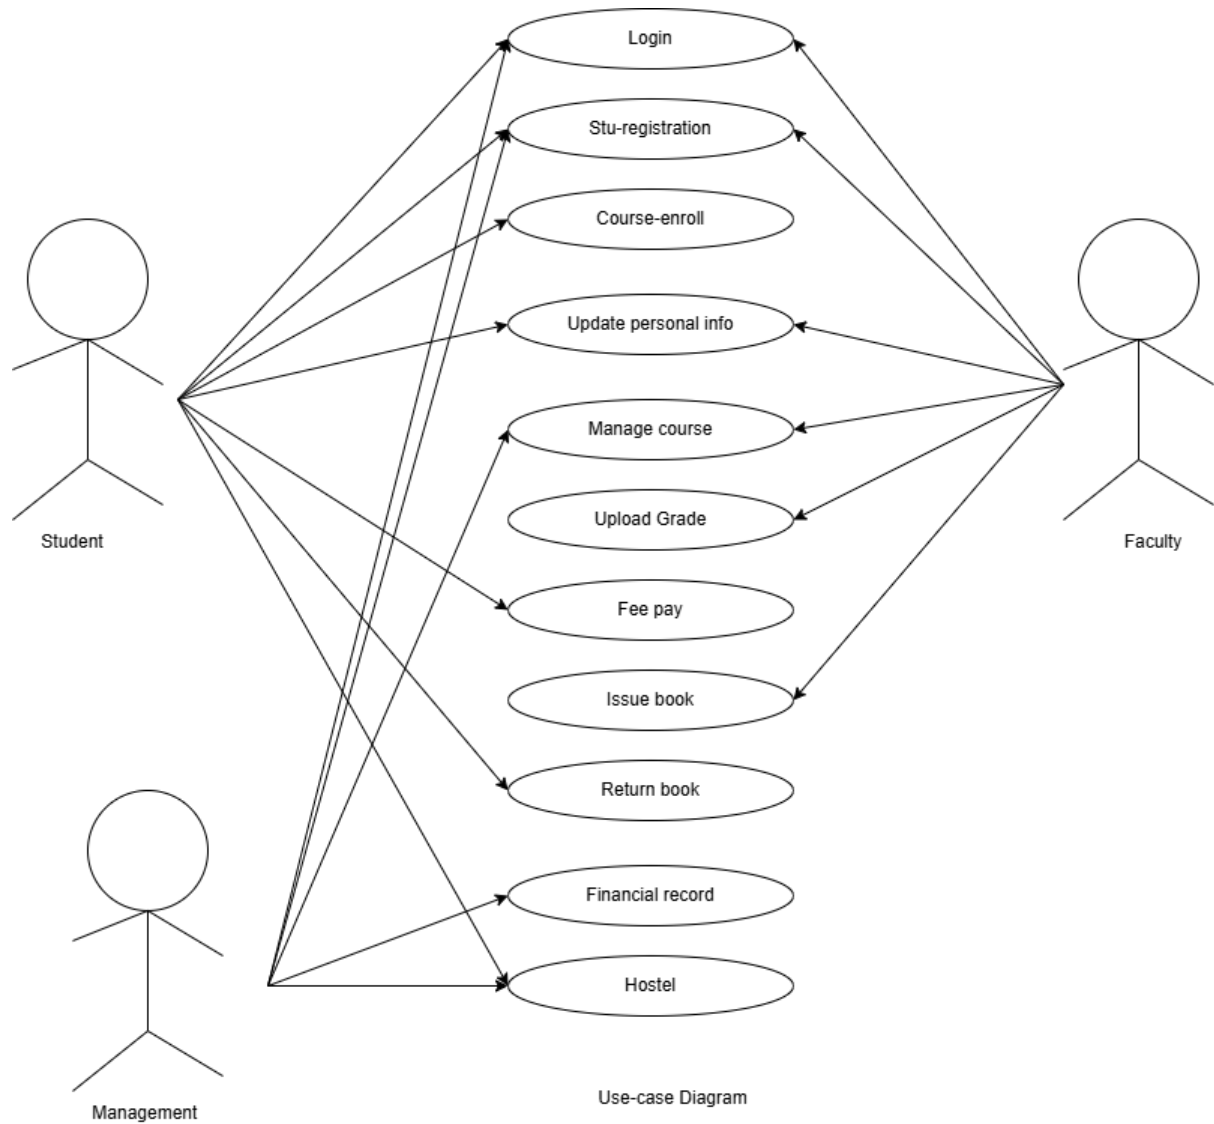 Login
Stu-registration
Course-enroll
Update personal info
Manage course
Upload Grade
Student
Faculty
Fee pay
Issue book
Return book
Financial record
Hostel
Use-case Diagram
Management